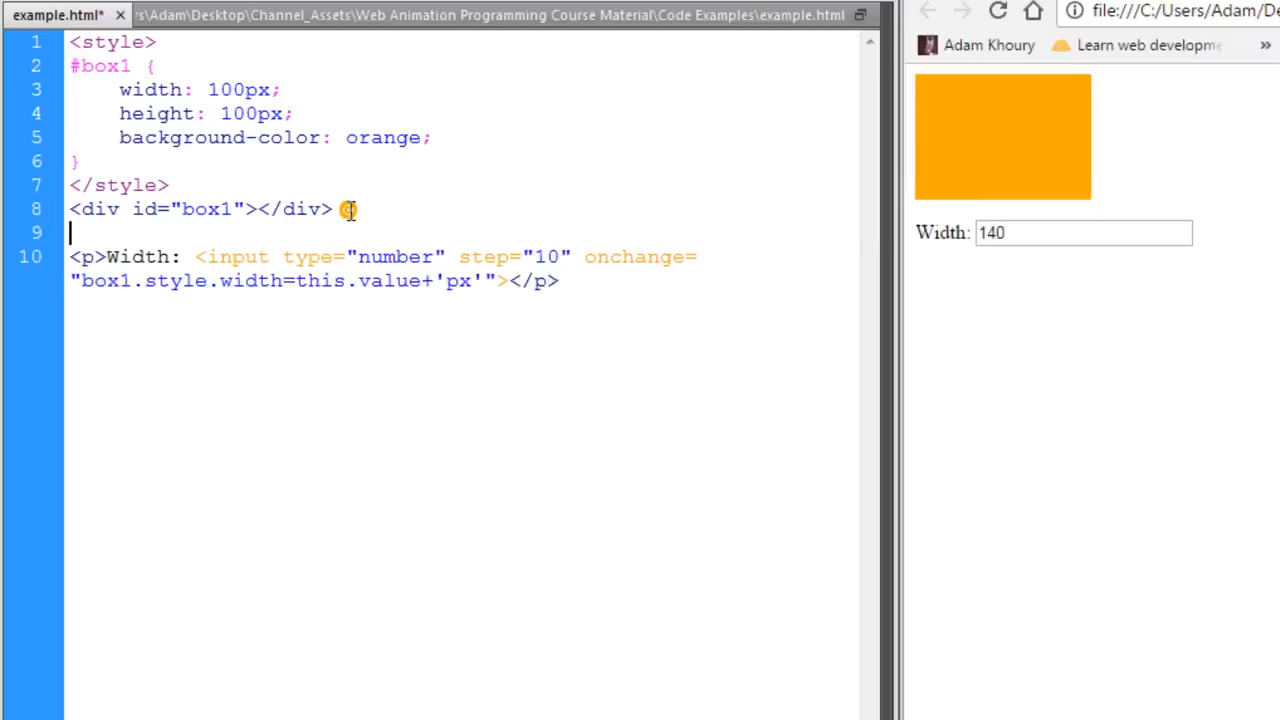 example.html* × rs\Adam\Desktop\Channel_Assets\Web Animation Programming Course Material\Code Examples\example.html
1 <style>
2 #box1 {
3 width: 100px;
4 height: 100px;
5 background-color: orange;
6 }
7 </style>
8 <div id="box1"></div>
9
10 <p>Width: <input type="number" step="10" onchange=
"box1.style.width=this.value+'px'"></p>
file:///C:/Users/Adam/De
Adam Khoury Learn web developme »
Width: 140